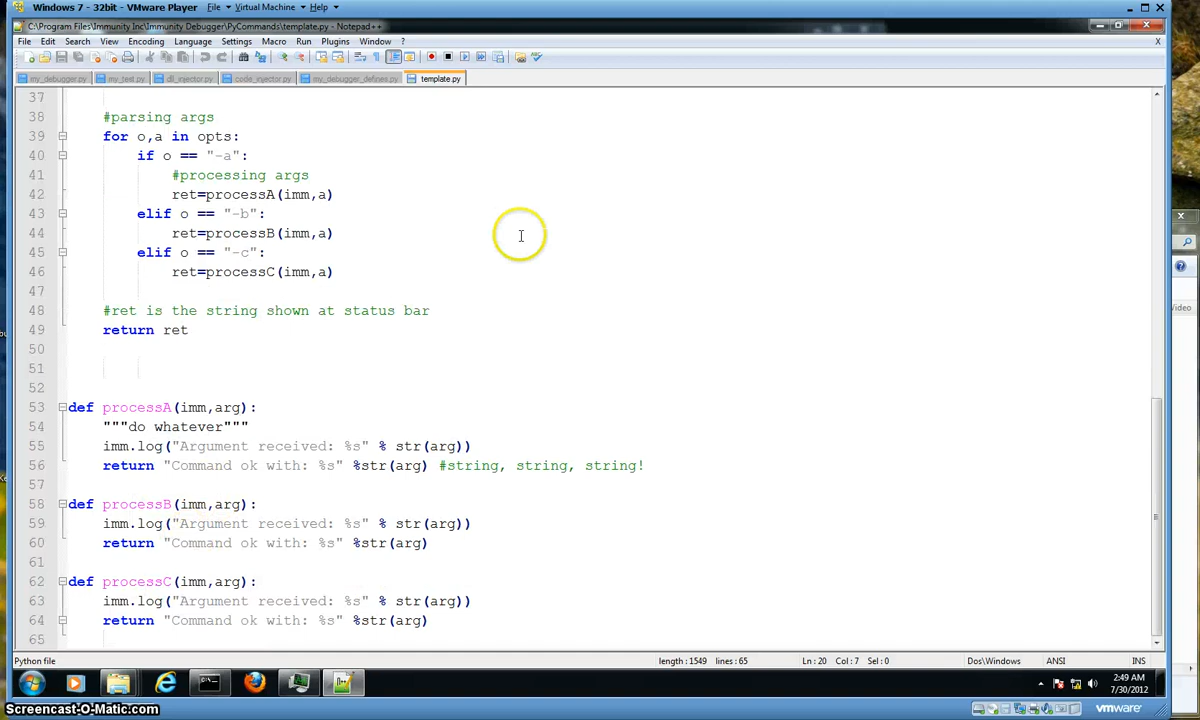 Windows 7 - 32bit - VMware Player File Virtual Machine Help
C:\Program Files\Immunity Inc\Immunity Debugger\PyCommands\template.py - Notepad++
File Edit Search View Encoding Language Settings Macro Run Plugins Window ? X
my_debugger.py my_test.py dll_injector.py code_injector.py my_debugger_defines.py template.py
37
38 #parsing args
39 for o,a in opts:
40 if o == "-a":
41 #processing args
42 ret=processA(imm,a)
43 elif o == "-b":
44 ret=processB(imm,a)
45 elif o == "-c":
46 ret=processC(imm,a)
47
48 #ret is the string shown at status bar
49 return ret
50
51
52
53 def processA(imm,arg):
54 """do whatever"""
55 imm.log("Argument received: %s" % str(arg))
56 return "Command ok with: %s" %str(arg) #string, string, string!
57
58 def processB(imm,arg):
59 imm.log("Argument received: %s" % str(arg))
60 return "Command ok with: %s" %str(arg)
61
62 def processC(imm,arg):
63 imm.log("Argument received: %s" % str(arg))
64 return "Command ok with: %s" %str(arg)
65
Python file length : 1549 lines : 65 Ln : 20 Col : 7 Sel : 0 Dos\Windows ANSI INS
2:49 AM
7/30/2012
Screencast-O-Matic.com vmware